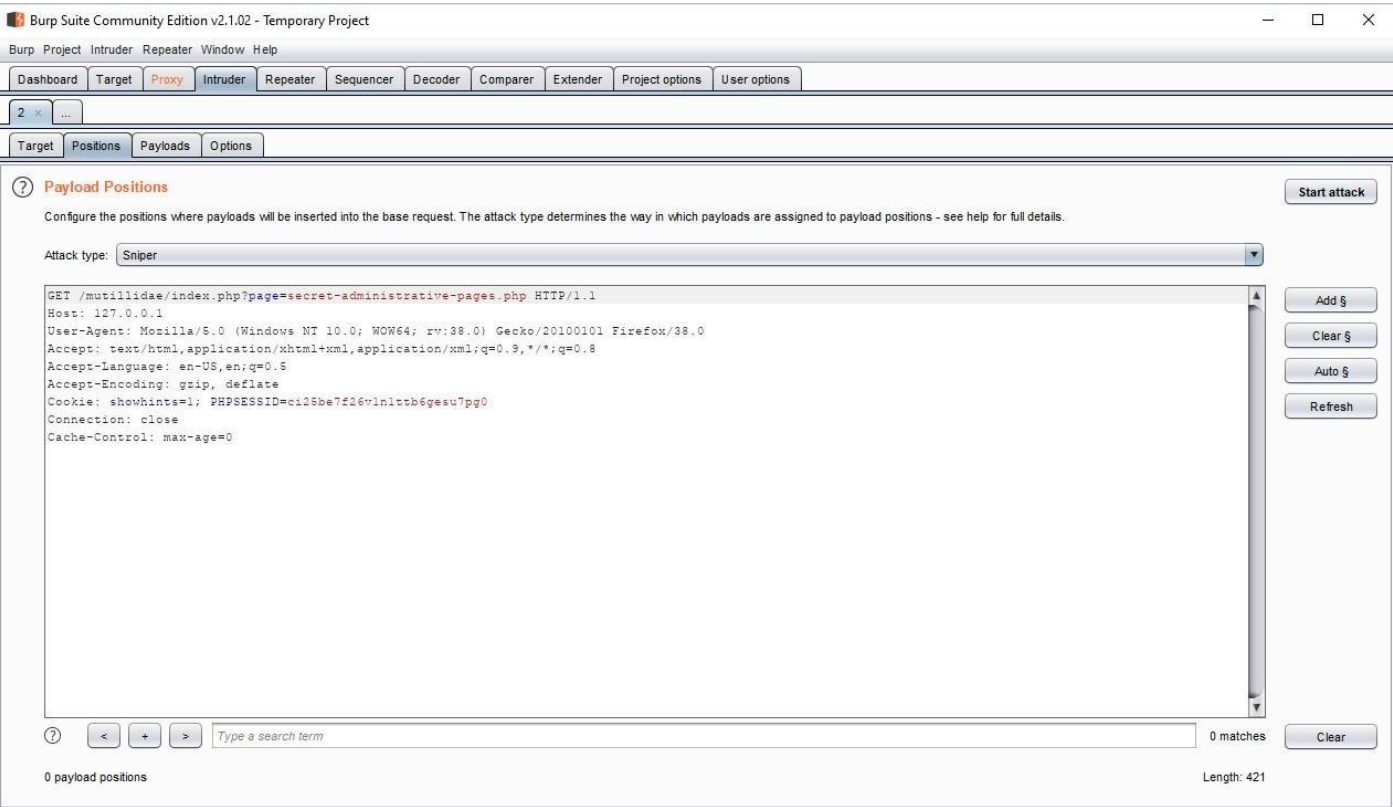 Burp Suite Community Edition v2.1.02 - Temporary Project
Burp Project Intruder Repeater Window Help
Dashboard Target Proxy Intruder Repeater Sequencer Decoder Comparer Extender Project options User options
2 × ...
Target Positions Payloads Options
? Payload Positions
Start attack
Configure the positions where payloads will be inserted into the base request. The attack type determines the way in which payloads are assigned to payload positions - see help for full details.
Attack type: Sniper
GET /mutillidae/index.php?page=secret-administrative-pages.php HTTP/1.1
Host: 127.0.0.1
User-Agent: Mozilla/5.0 (Windows NT 10.0; WOW64; rv:38.0) Gecko/20100101 Firefox/38.0
Accept: text/html,application/xhtml+xml,application/xml;q=0.9,*/*;q=0.8
Accept-Language: en-US,en;q=0.5
Accept-Encoding: gzip, deflate
Cookie: showhints=1; PHPSESSID=ci25be7f26v1n1ttb6gesu7pg0
Connection: close
Cache-Control: max-age=0
Add §
Clear §
Auto §
Refresh
? < + > Type a search term 0 matches Clear
0 payload positions Length: 421